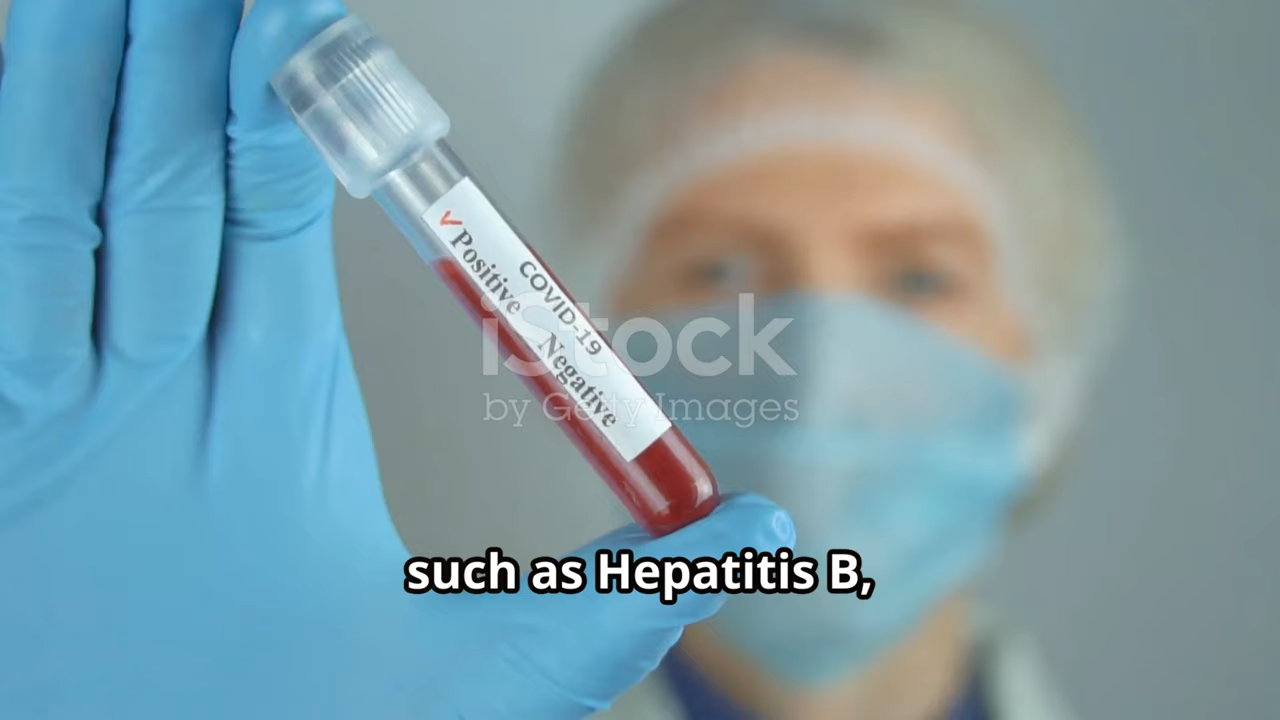 ✓ Positive Negative
COVID-19
iStock
by Getty Images
such as Hepatitis B,